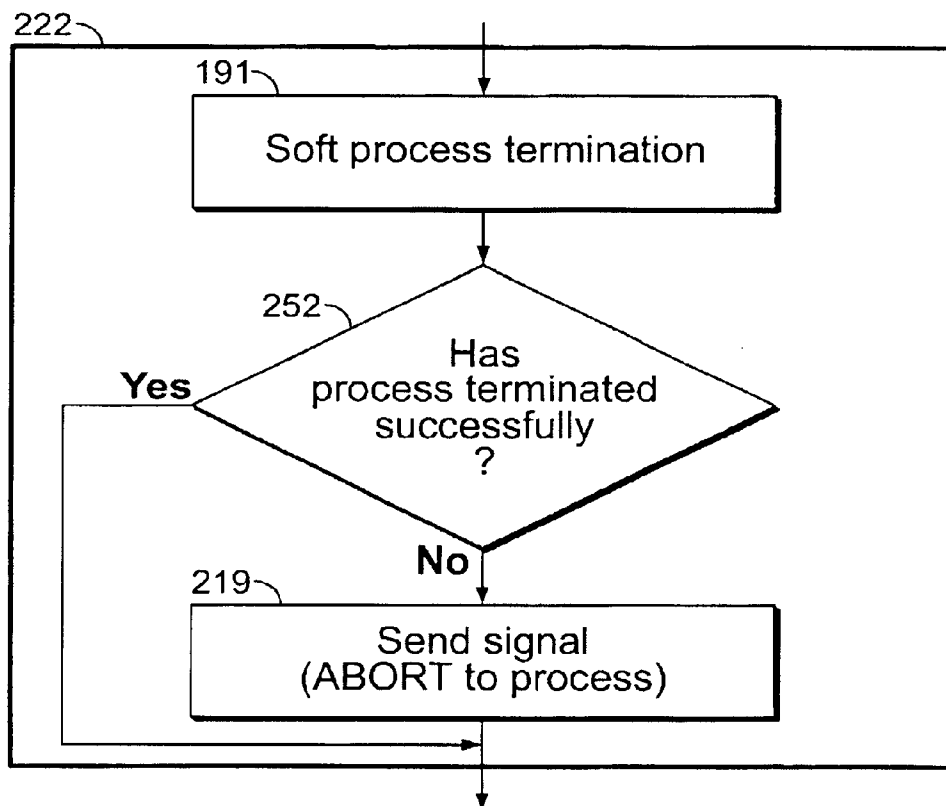 222
191
Soft process termination
252
Has
process terminated
successfully
?
Yes
No
219
Send signal
(ABORT to process)